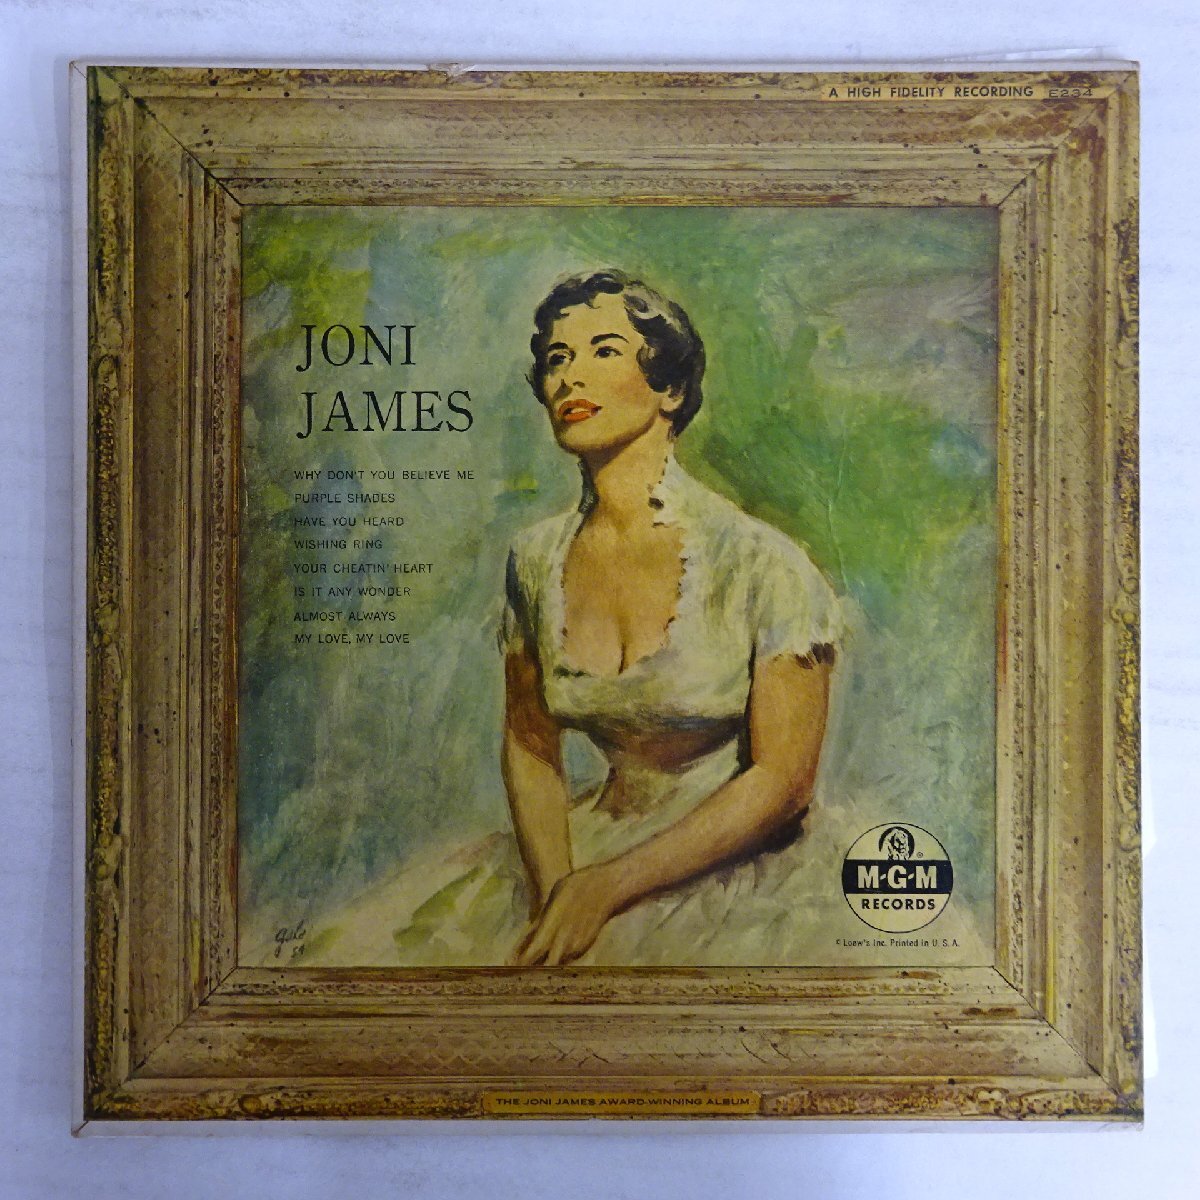 A HIGH FIDELITY RECORDING E234
JONI
JAMES
WHY DON'T YOU BELIEVE ME
PURPLE SHADES
HAVE YOU HEARD
WISHING RING
YOUR CHEATIN' HEART
IS IT ANY WONDER
ALMOST ALWAYS
MY LOVE, MY LOVE
®
M-G-M
RECORDS
© Loew's Inc. Printed in U. S. A.
54
THE JONI JAMES AWARD-WINNING ALBUM